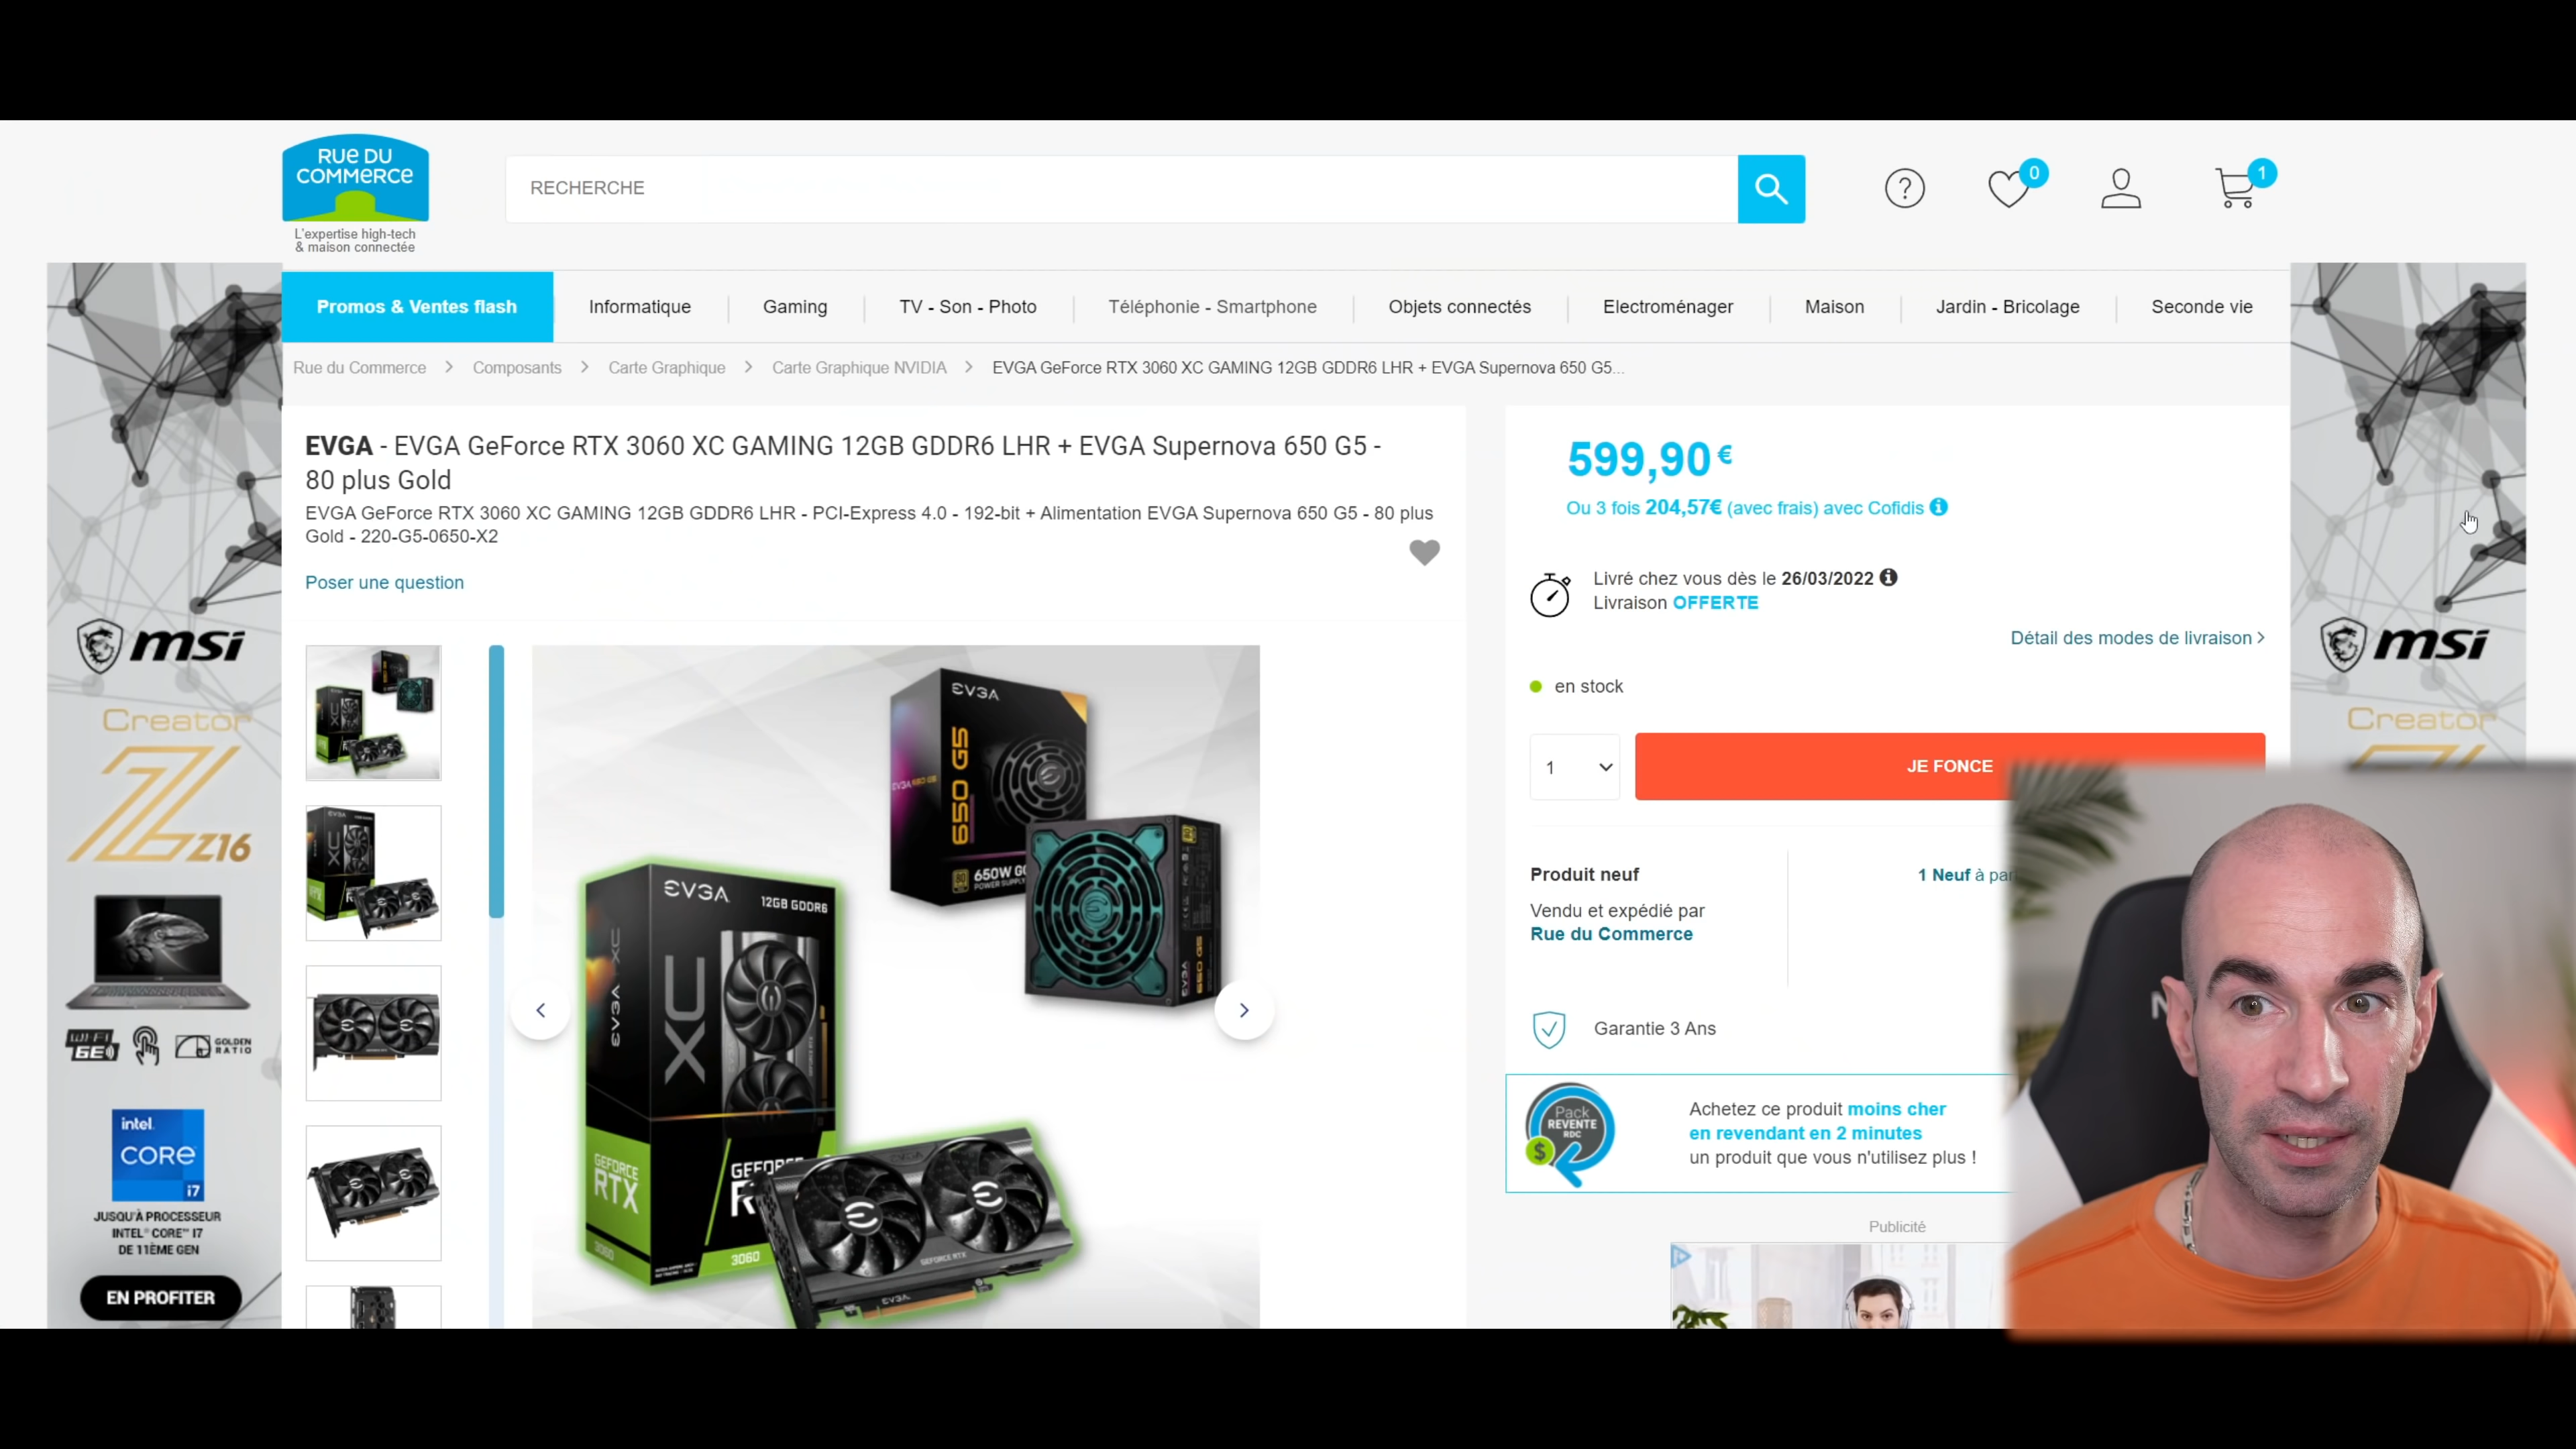 RUE DU
COMMERCE
L'expertise high-tech
& maison connectée
RECHERCHE
0
1
Promos & Ventes flash
Informatique
Gaming
TV - Son - Photo
Téléphonie - Smartphone
Objets connectés
Electroménager
Maison
Jardin - Bricolage
Seconde vie
Rue du Commerce > Composants > Carte Graphique > Carte Graphique NVIDIA > EVGA GeForce RTX 3060 XC GAMING 12GB GDDR6 LHR + EVGA Supernova 650 G5...
EVGA - EVGA GeForce RTX 3060 XC GAMING 12GB GDDR6 LHR + EVGA Supernova 650 G5 -
80 plus Gold
EVGA GeForce RTX 3060 XC GAMING 12GB GDDR6 LHR - PCI-Express 4.0 - 192-bit + Alimentation EVGA Supernova 650 G5 - 80 plus
Gold - 220-G5-0650-X2
Poser une question
599,90 €
Ou 3 fois 204,57€ (avec frais) avec Cofidis
Livré chez vous dès le 26/03/2022
Livraison OFFERTE
Détail des modes de livraison >
en stock
1
JE FONCE
Produit neuf
1 Neuf à par
Vendu et expédié par
Rue du Commerce
Garantie 3 Ans
Pack
REVENTE
RDC
Achetez ce produit moins cher
en revendant en 2 minutes
un produit que vous n'utilisez plus !
Publicité
msi
Creator
Z16
WI-FI
6E
GOLDEN
RATIO
intel
CORE
i7
JUSQU'À PROCESSEUR
INTEL® CORE™ I7
DE 11ÈME GEN
EN PROFITER
EVGA
650 G5
650W GO
POWER SUPPLY
EVGA
12GB GDDR6
XC
EVGA XC
GEFORCE
RTX
3060
GEFORCE
3060
GEFORCE RTX
EVGA
EVGA
650 G5
msi
Creator